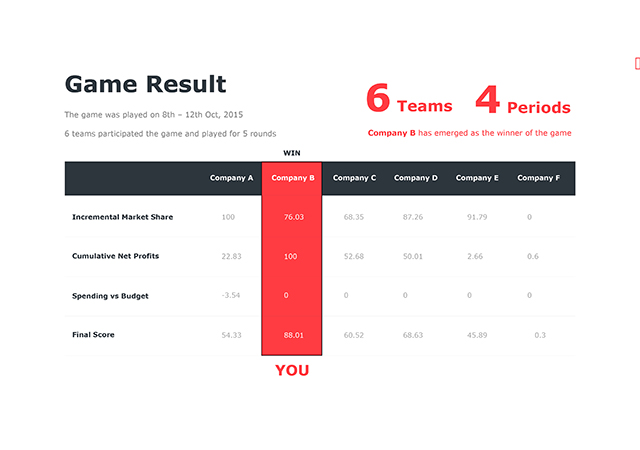 Game Result
The game was played on 8th – 12th Oct, 2015
6 teams participated the game and played for 5 rounds
6 Teams 4 Periods
Company B has emerged as the winner of the game
WIN
Company A Company B Company C Company D Company E Company F
Incremental Market Share 100 76.03 68.35 87.26 91.79 0
Cumulative Net Profits 22.83 100 52.68 50.01 2.66 0.6
Spending vs Budget -3.54 0 0 0 0 0
Final Score 54.33 88.01 60.52 68.63 45.89 0.3
YOU